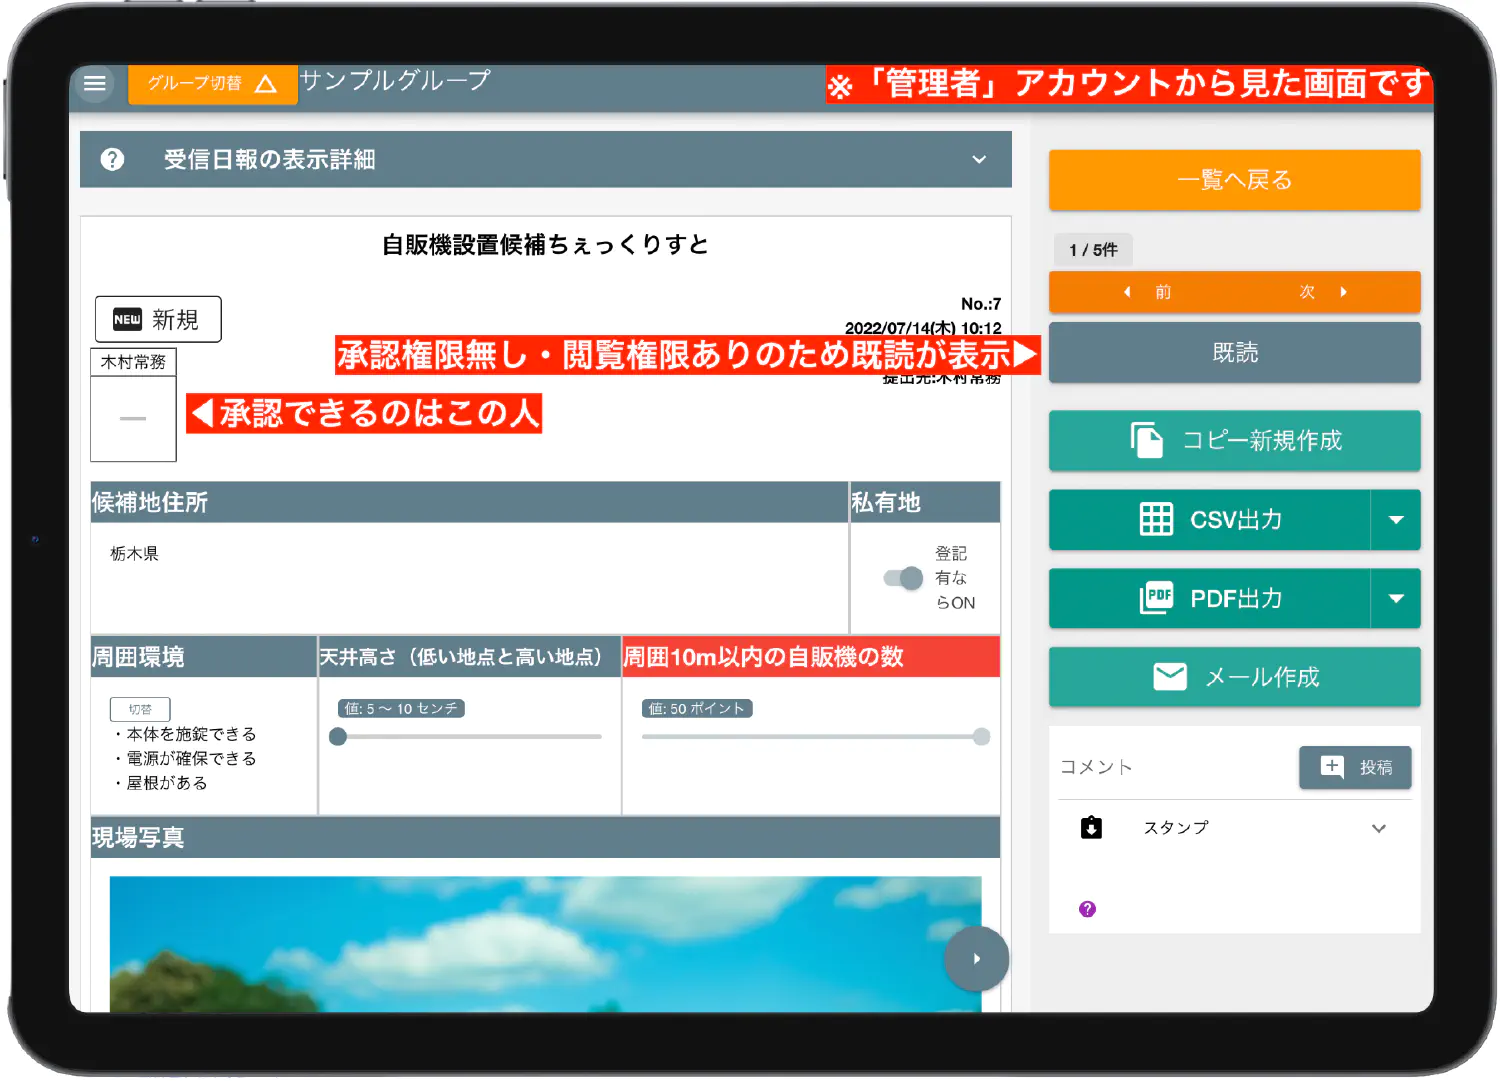 グループ切替
サンプルグループ
※「管理者」アカウントから見た画面です
受信日報の表示詳細
一覧へ戻る
自販機設置候補ちぇっくりすと
1 / 5件
前 次
NEW 新規
No.:7
2022/07/14(木) 10:12
承認権限無し・閲覧権限ありのため既読が表示▶
既読
提出先:木村常務
木村常務
—
◀承認できるのはこの人
コピー新規作成
候補地住所
私有地
CSV出力
栃木県
登記
有な
らON
PDF PDF出力
周囲環境
天井高さ（低い地点と高い地点）
周囲10m以内の自販機の数
メール作成
切替
・本体を施錠できる
・電源が確保できる
・屋根がある
値: 5 〜 10 センチ
値: 50 ポイント
コメント
投稿
現場写真
スタンプ